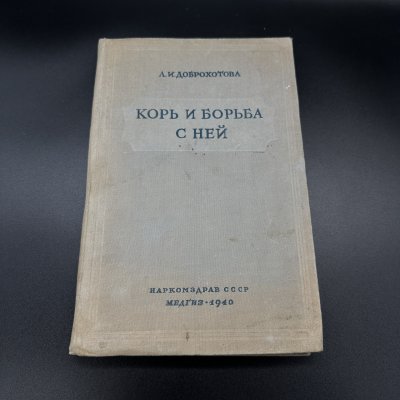 А.И.ДОБРОХОТОВА
КОРЬ И БОРЬБА
С НЕЙ
НАРКОМЗДРАВ СССР
МЕДГИЗ·1940